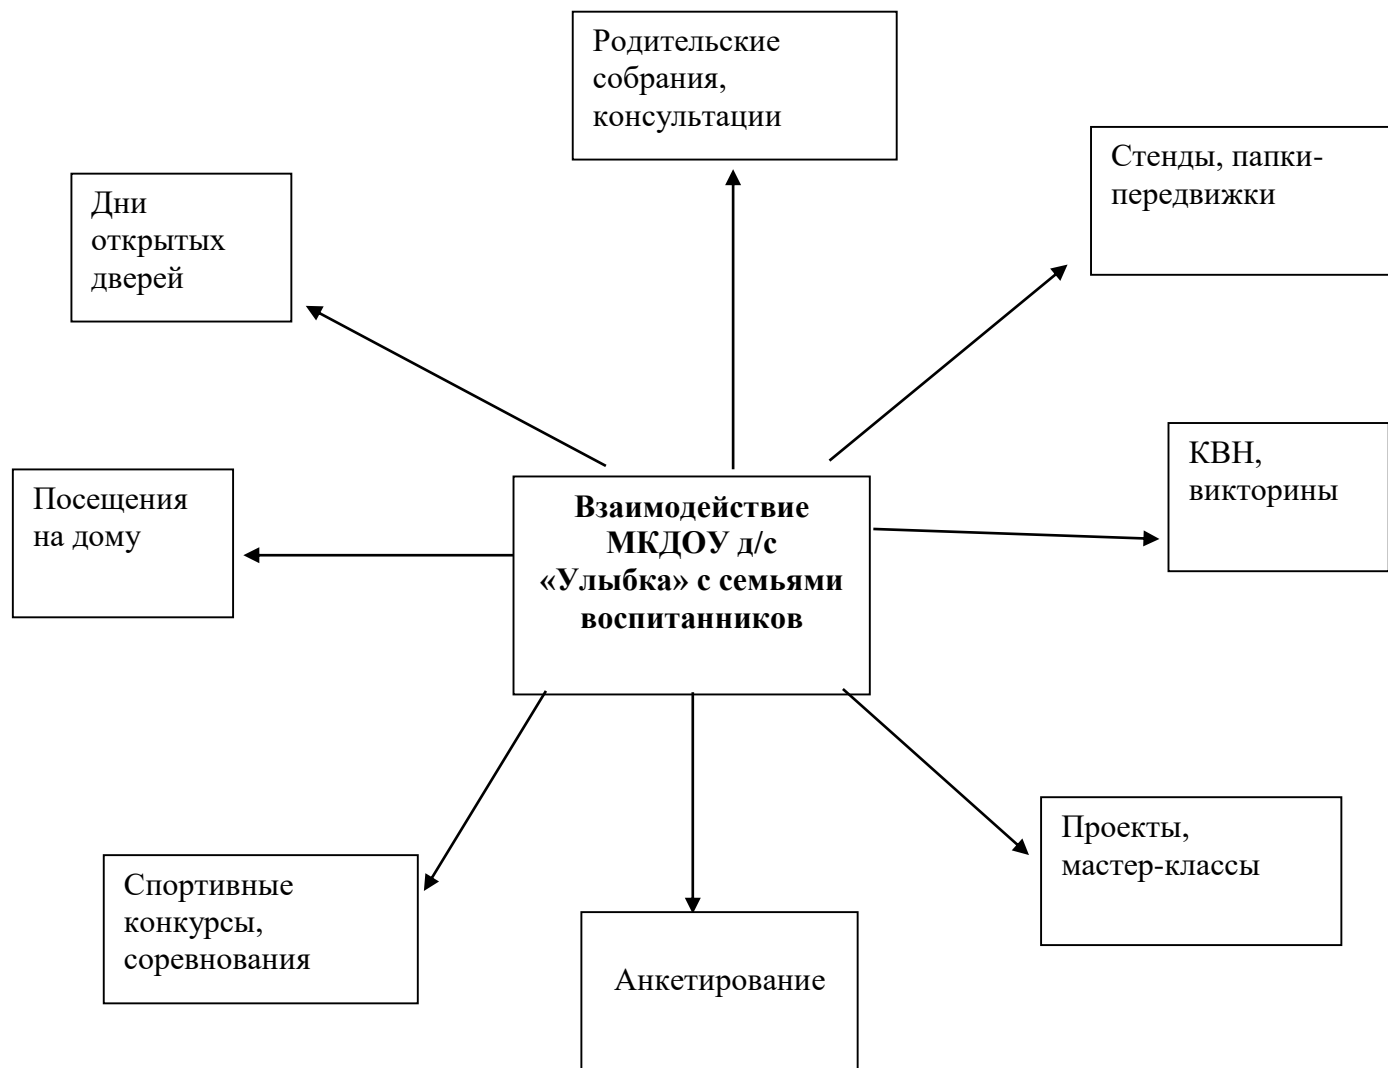 Родительские
собрания,
консультации
Стенды, папки-
передвижки
Дни
открытых
дверей
КВН,
викторины
Посещения
на дому
Взаимодействие
МКДОУ д/с
«Улыбка» с семьями
воспитанников
Проекты,
мастер-классы
Спортивные
конкурсы,
соревнования
Анкетирование